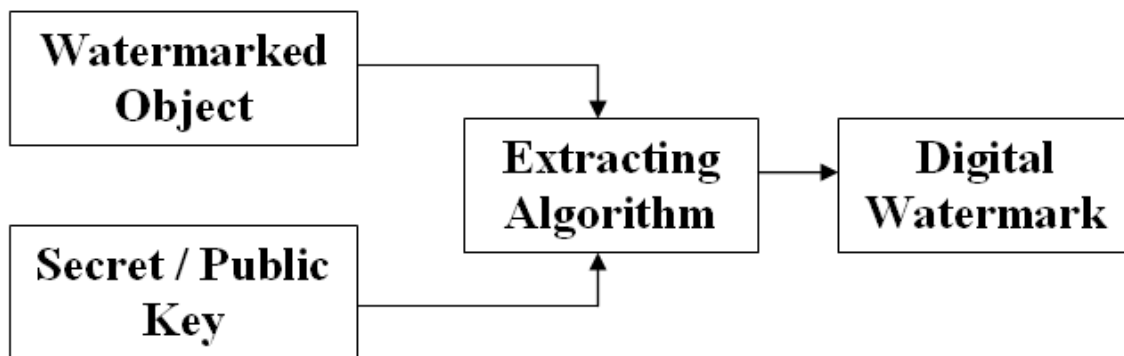 Watermarked
Object
Extracting
Algorithm
Digital
Watermark
Secret / Public
Key